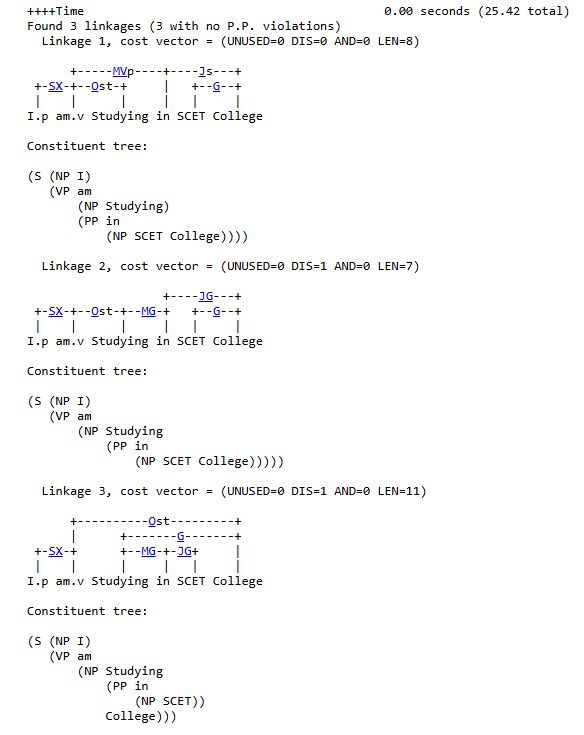 ++++Time                                          0.00 seconds (25.42 total)
Found 3 linkages (3 with no P.P. violations)
  Linkage 1, cost vector = (UNUSED=0 DIS=0 AND=0 LEN=8)

      +-----MVp----+----Js---+
 +-SX-+--Ost-+     |   +--G--+
 |    |      |     |   |     |
I.p am.v Studying in SCET College

Constituent tree:

(S (NP I)
   (VP am
       (NP Studying)
       (PP in
           (NP SCET College))))

  Linkage 2, cost vector = (UNUSED=0 DIS=1 AND=0 LEN=7)

                   +----JG---+
 +-SX-+--Ost-+--MG-+   +--G--+
 |    |      |     |   |     |
I.p am.v Studying in SCET College

Constituent tree:

(S (NP I)
   (VP am
       (NP Studying
           (PP in
               (NP SCET College)))))

  Linkage 3, cost vector = (UNUSED=0 DIS=1 AND=0 LEN=11)

      +----------Ost---------+
      |      +-------G-------+
 +-SX-+      +--MG-+-JG+     |
 |    |      |     |   |     |
I.p am.v Studying in SCET College

Constituent tree:

(S (NP I)
   (VP am
       (NP Studying
           (PP in
               (NP SCET))
           College)))